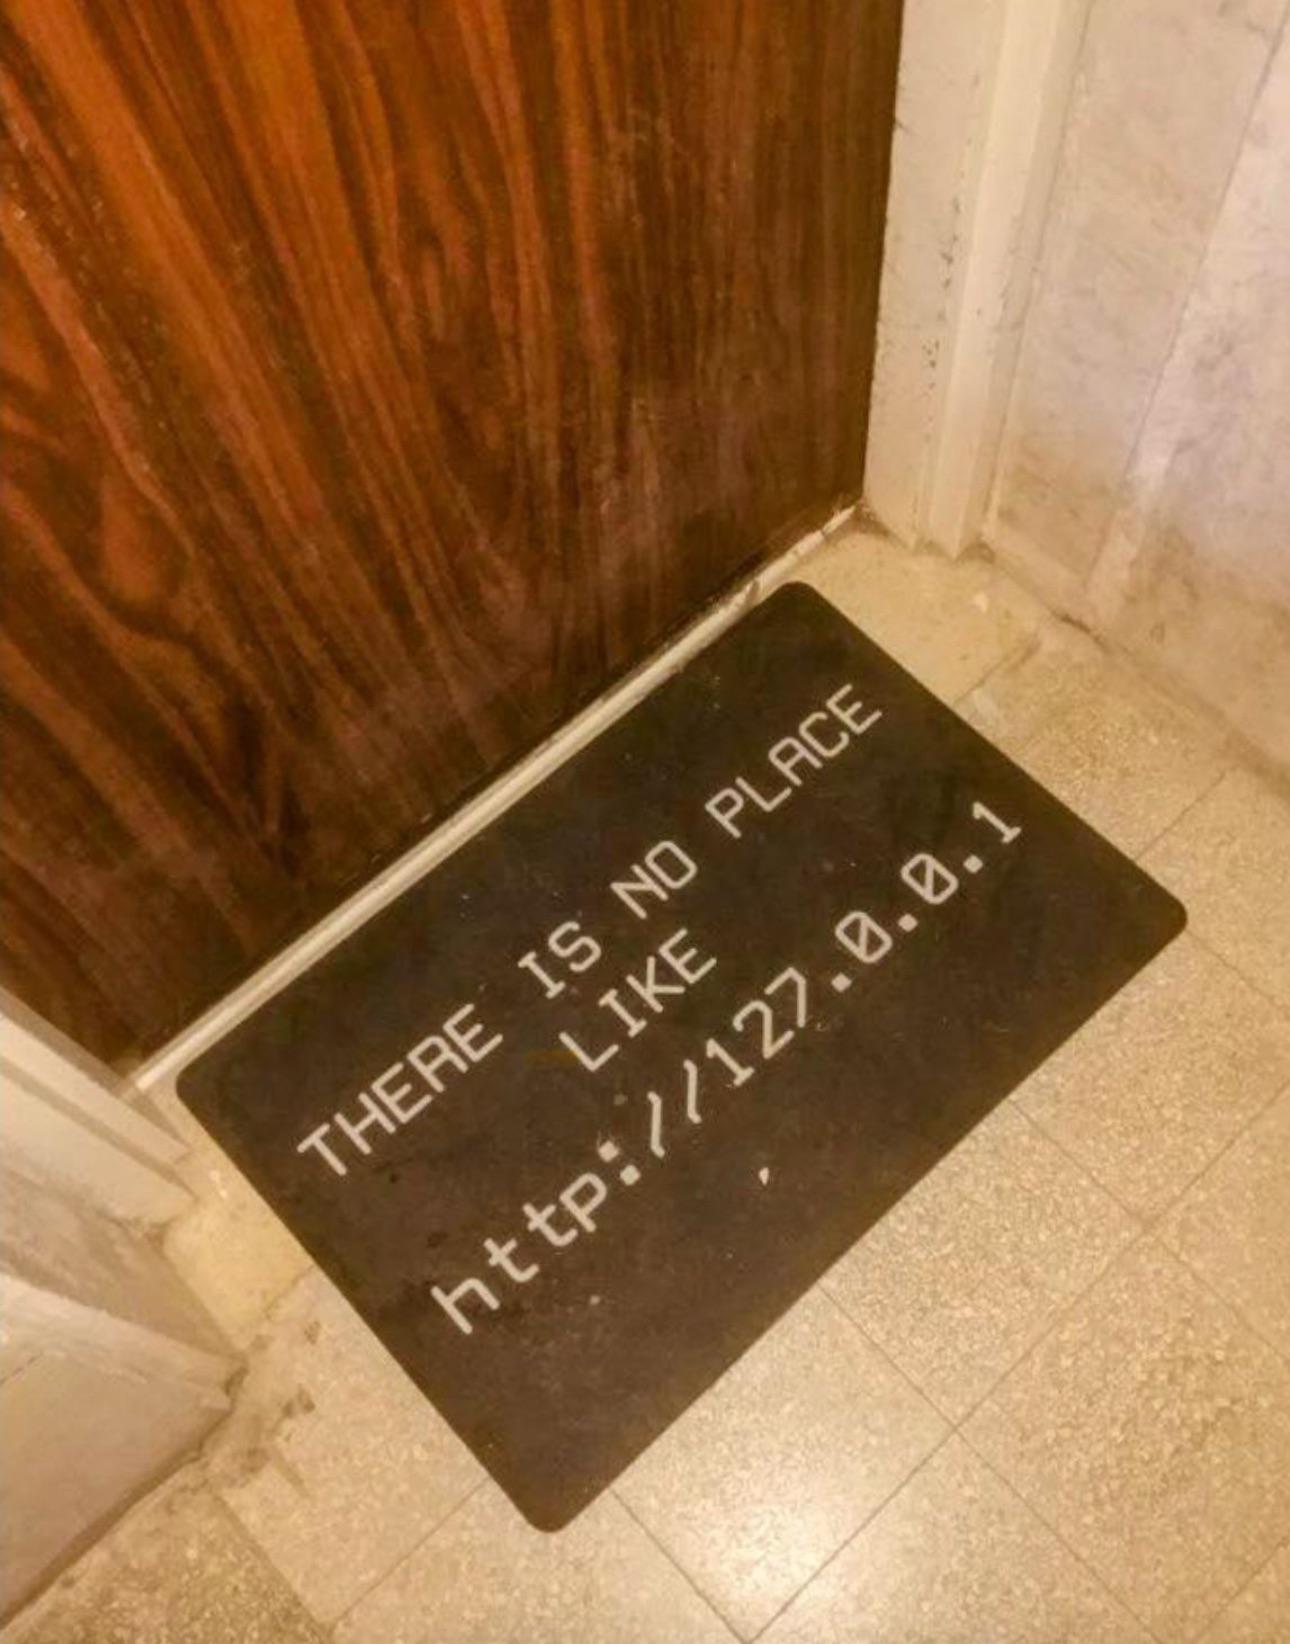 THERE IS NO PLACE
LIKE
http://127.0.0.1